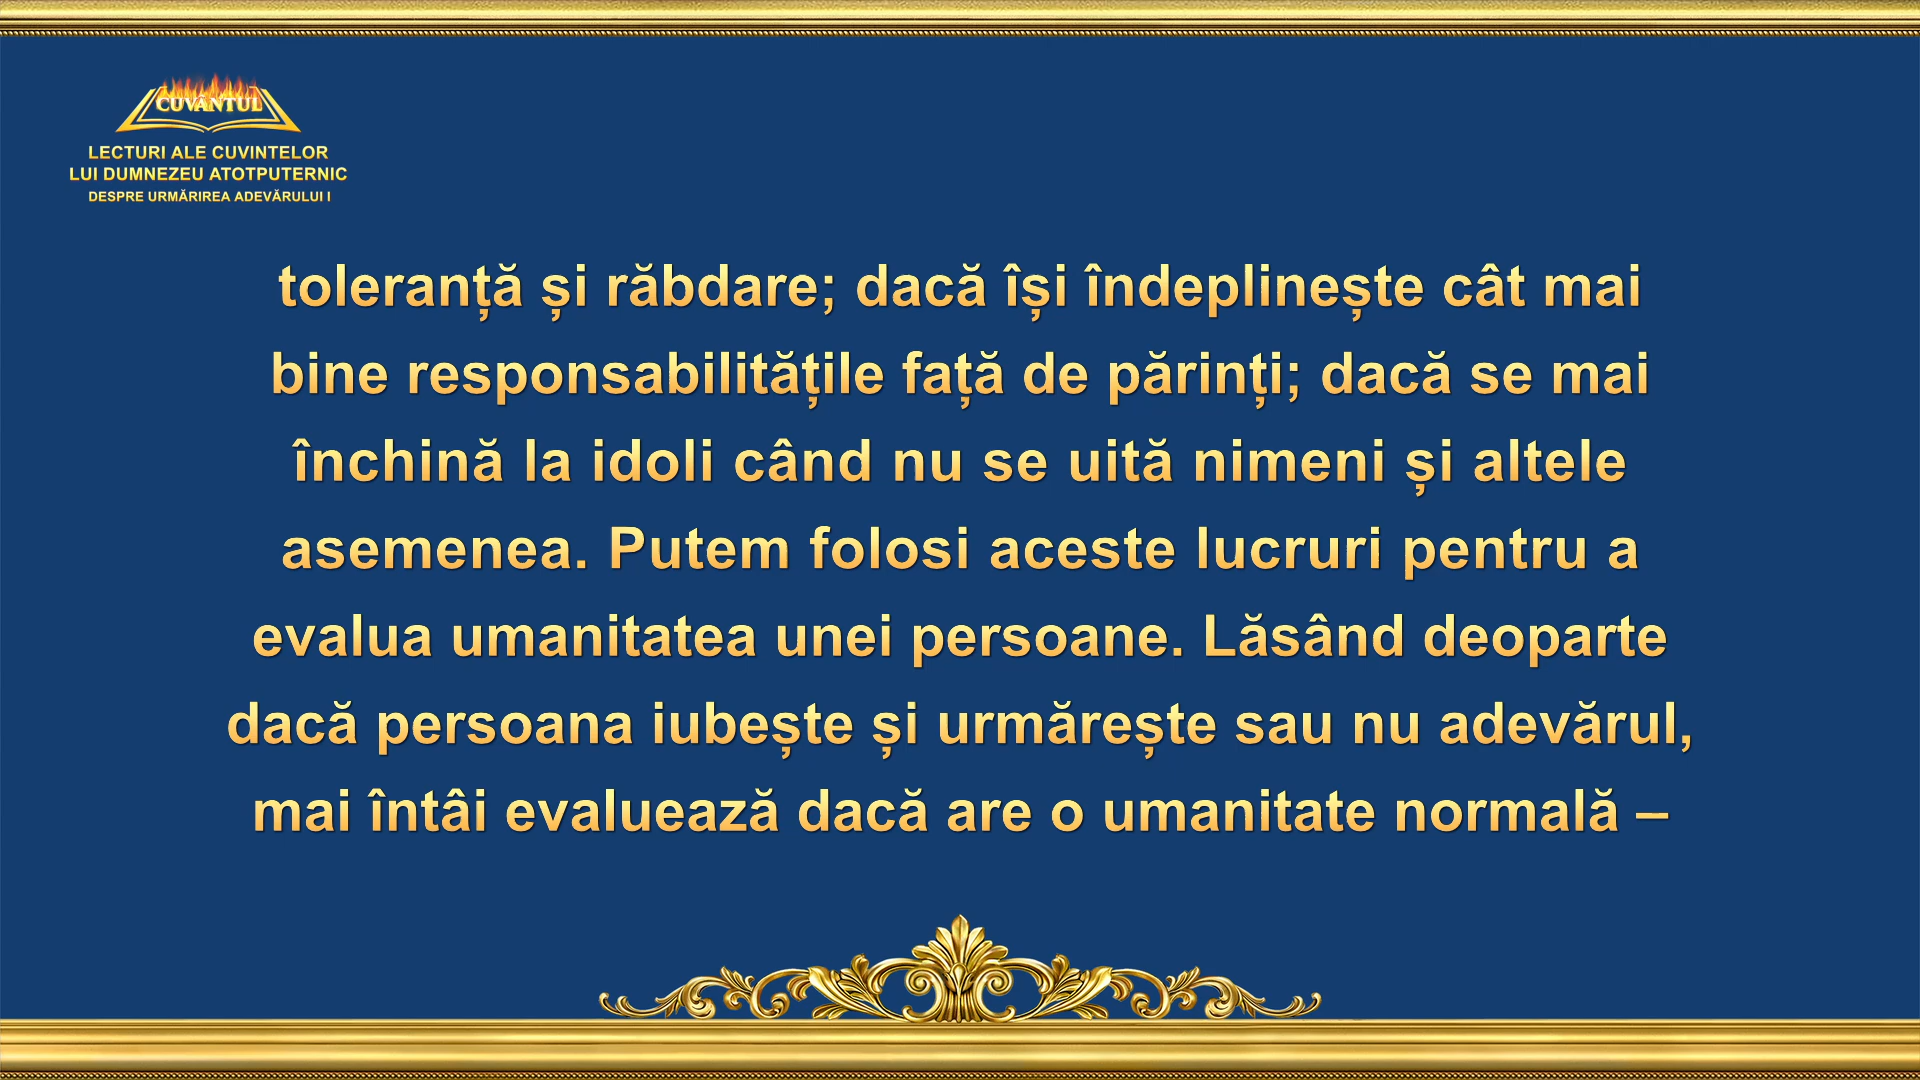 CUVÂNTUL
LECTURI ALE CUVINTELOR
LUI DUMNEZEU ATOTPUTERNIC
DESPRE URMĂRIREA ADEVĂRULUI I
toleranță și răbdare; dacă își îndeplinește cât mai
bine responsabilitățile față de părinți; dacă se mai
închină la idoli când nu se uită nimeni și altele
asemenea. Putem folosi aceste lucruri pentru a
evalua umanitatea unei persoane. Lăsând deoparte
dacă persoana iubește și urmărește sau nu adevărul,
mai întâi evaluează dacă are o umanitate normală –